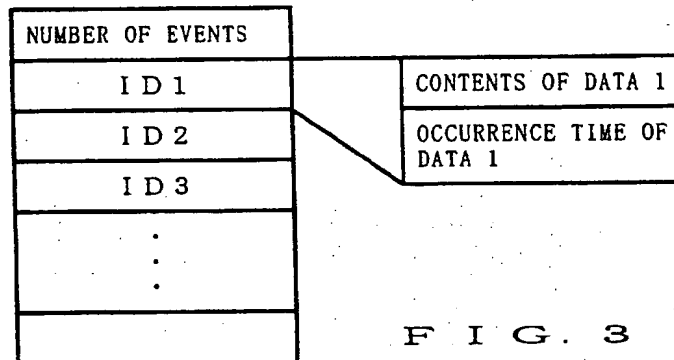 NUMBER OF EVENTS
ID1
ID2
ID3
CONTENTS OF DATA 1
OCCURRENCE TIME OF
DATA 1
FIG. 3